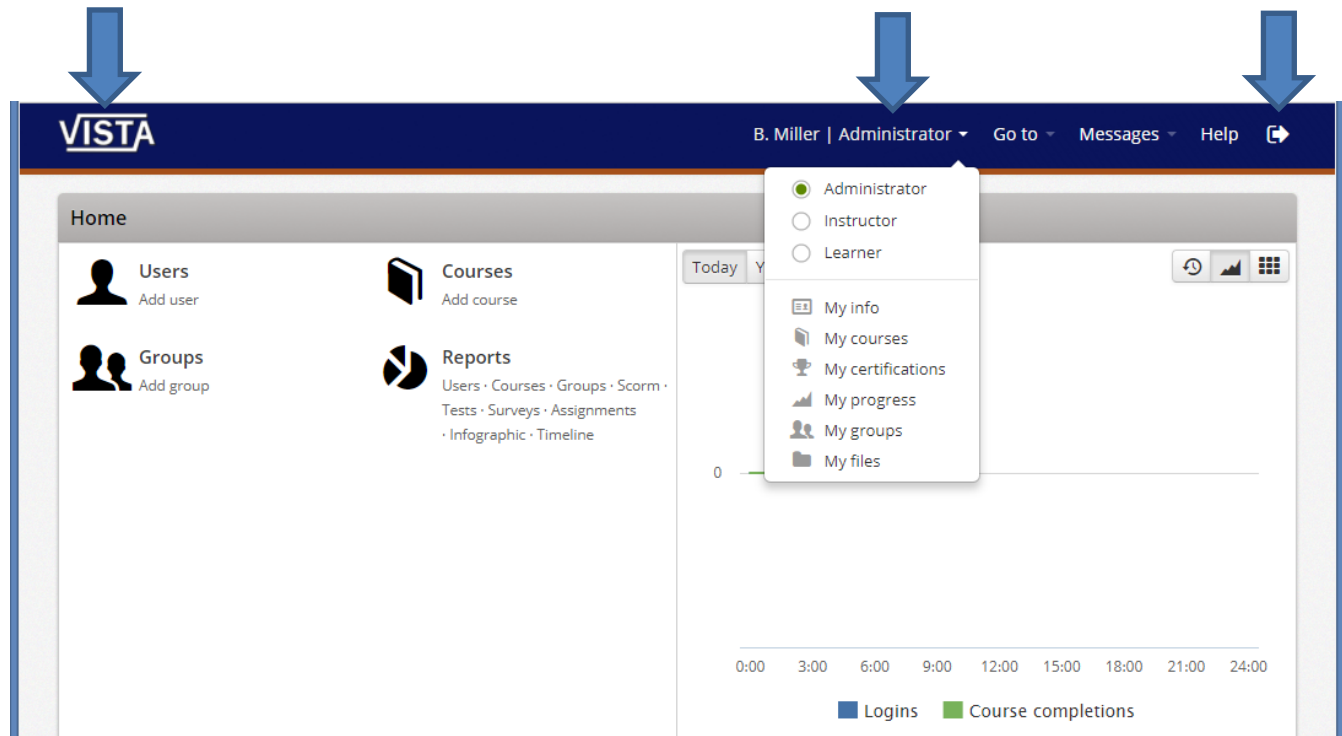 VISTA
B. Miller | Administrator Go to Messages Help
Administrator
Instructor
Learner
My info
My courses
My certifications
My progress
My groups
My files
Home
Users
Add user
Courses
Add course
Groups
Add group
Reports
Users · Courses · Groups · Scorm ·
Tests · Surveys · Assignments
· Infographic · Timeline
Today Y
0
0:00 3:00 6:00 9:00 12:00 15:00 18:00 21:00 24:00
Logins Course completions